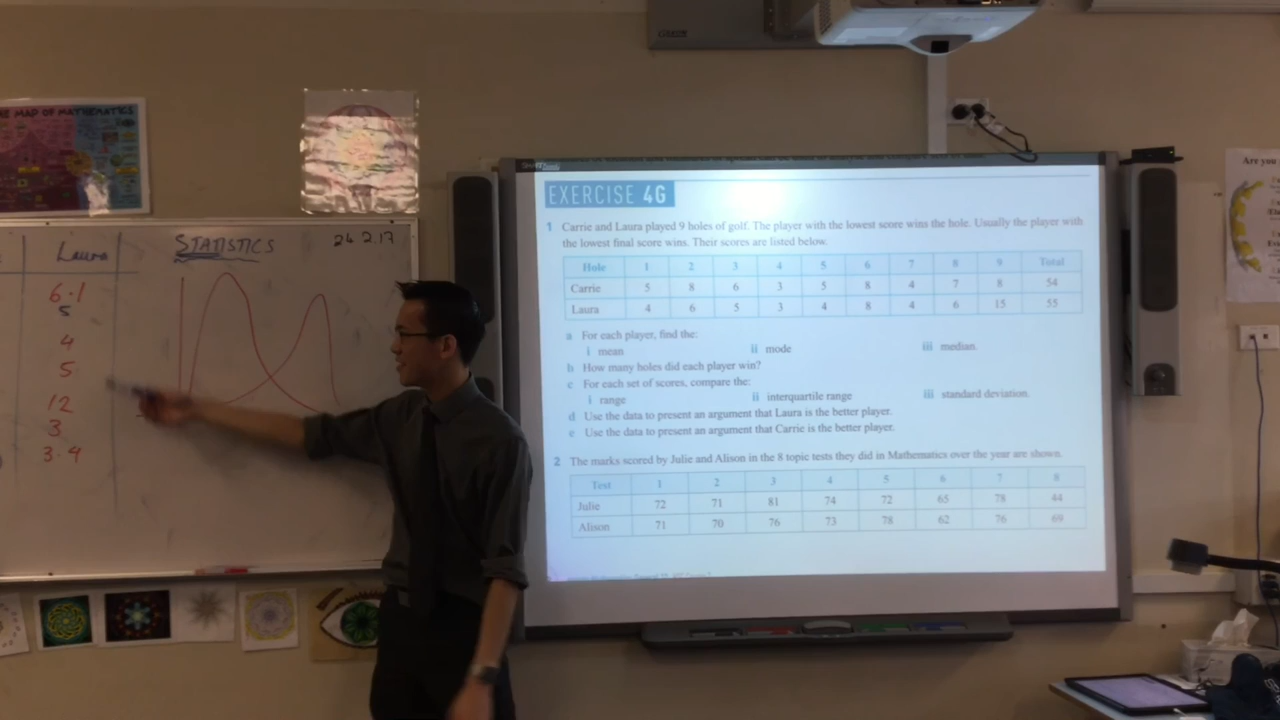 THE MAP OF MATHEMATICS
Laura
6.1
5
4
5
12
3
3.4
STATISTICS
24.2.17
EXERCISE 4G
1 Carrie and Laura played 9 holes of golf. The player with the lowest score wins the hole. Usually the player with
the lowest final score wins. Their scores are listed below.
Hole 1 2 3 4 5 6 7 8 9 Total
Carrie 5 8 6 3 5 8 4 7 8 54
Laura 4 6 5 3 4 8 4 6 15 55
a For each player, find the:
i mean ii mode iii median.
b How many holes did each player win?
c For each set of scores, compare the:
i range ii interquartile range iii standard deviation.
d Use the data to present an argument that Laura is the better player.
e Use the data to present an argument that Carrie is the better player.
2 The marks scored by Julie and Alison in the 8 topic tests they did in Mathematics over the year are shown.
Test 1 2 3 4 5 6 7 8
Julie 72 71 81 74 72 65 78 44
Alison 71 70 76 73 78 62 76 69
Are you